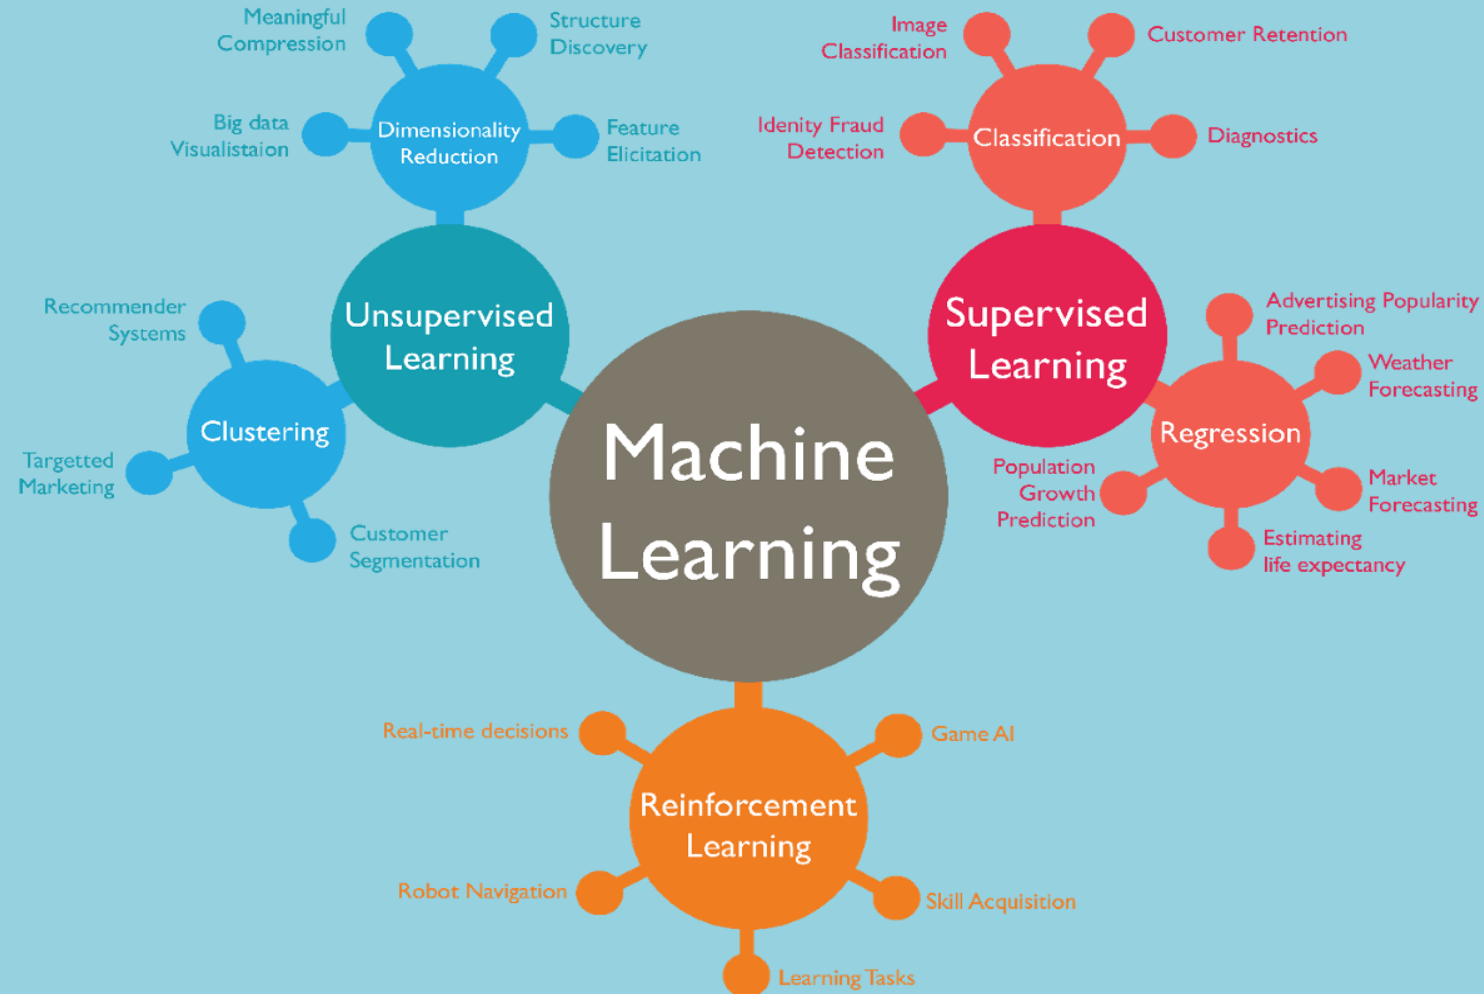 Meaningful
Compression
Structure
Discovery
Big data
Visualistaion
Dimensionality
Reduction
Feature
Elicitation
Image
Classification
Customer Retention
Idenity Fraud
Detection
Classification
Diagnostics
Unsupervised
Learning
Recommender
Systems
Clustering
Targetted
Marketing
Customer
Segmentation
Supervised
Learning
Advertising Popularity
Prediction
Weather
Forecasting
Regression
Population
Growth
Prediction
Market
Forecasting
Estimating
life expectancy
Machine
Learning
Real-time decisions
Game AI
Reinforcement
Learning
Robot Navigation
Skill Acquisition
Learning Tasks